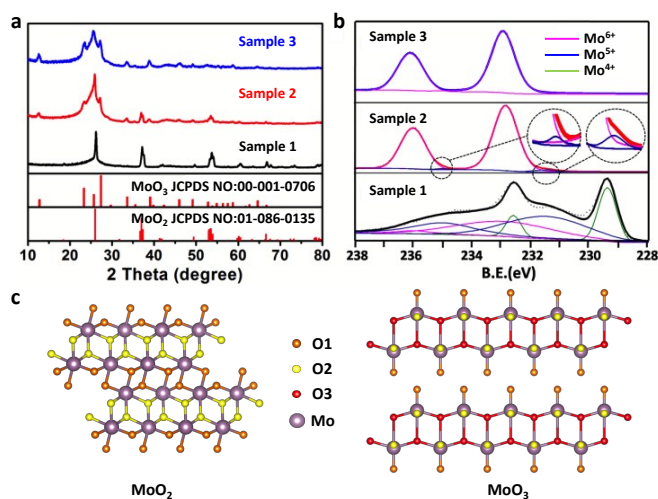 a
Sample 3
Sample 2
Sample 1
MoO₃ JCPDS NO:00-001-0706
MoO₂ JCPDS NO:01-086-0135
10 20 30 40 50 60 70 80
2 Theta (degree)
b
Sample 3
Mo⁶⁺
Mo⁵⁺
Mo⁴⁺
Sample 2
Sample 1
238 236 234 232 230 228
B.E.(eV)
c
O1
O2
O3
Mo
MoO₂
MoO₃